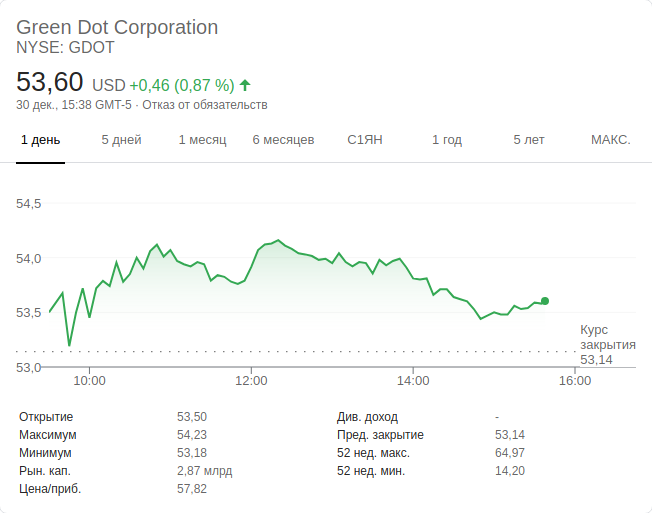 Green Dot Corporation
NYSE: GDOT
53,60 USD +0,46 (0,87 %)
30 дек., 15:38 GMT-5 · Отказ от обязательств
1 день 5 дней 1 месяц 6 месяцев С1ЯН 1 год 5 лет МАКС.
54,5
54,0
53,5
53,0
Курс
закрытия
53,14
10:00 12:00 14:00 16:00
Открытие 53,50 Див. доход -
Максимум 54,23 Пред. закрытие 53,14
Минимум 53,18 52 нед. макс. 64,97
Рын. кап. 2,87 млрд 52 нед. мин. 14,20
Цена/приб. 57,82